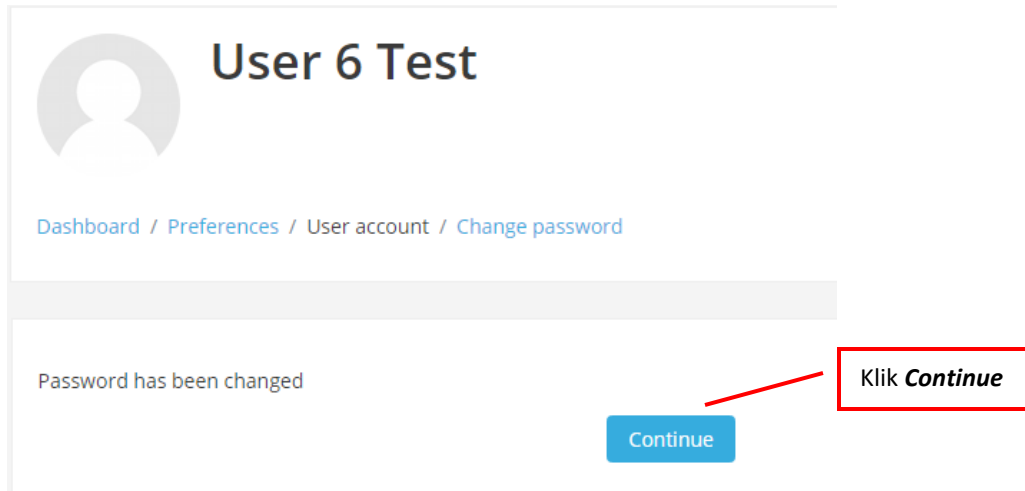 User 6 Test
Dashboard / Preferences / User account / Change password
Password has been changed
Klik Continue
Continue